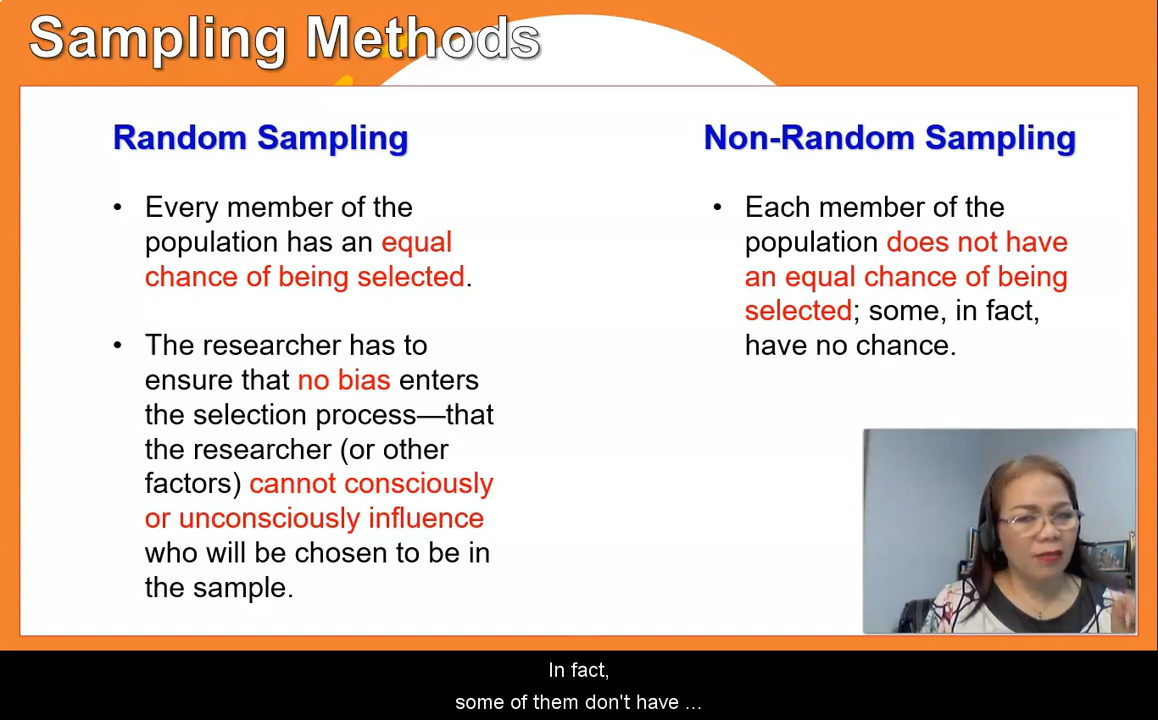 Sampling Methods
Random Sampling
• Every member of the
population has an equal
chance of being selected.
• The researcher has to
ensure that no bias enters
the selection process—that
the researcher (or other
factors) cannot consciously
or unconsciously influence
who will be chosen to be in
the sample.
Non-Random Sampling
• Each member of the
population does not have
an equal chance of being
selected; some, in fact,
have no chance.
In fact,
some of them don't have ...